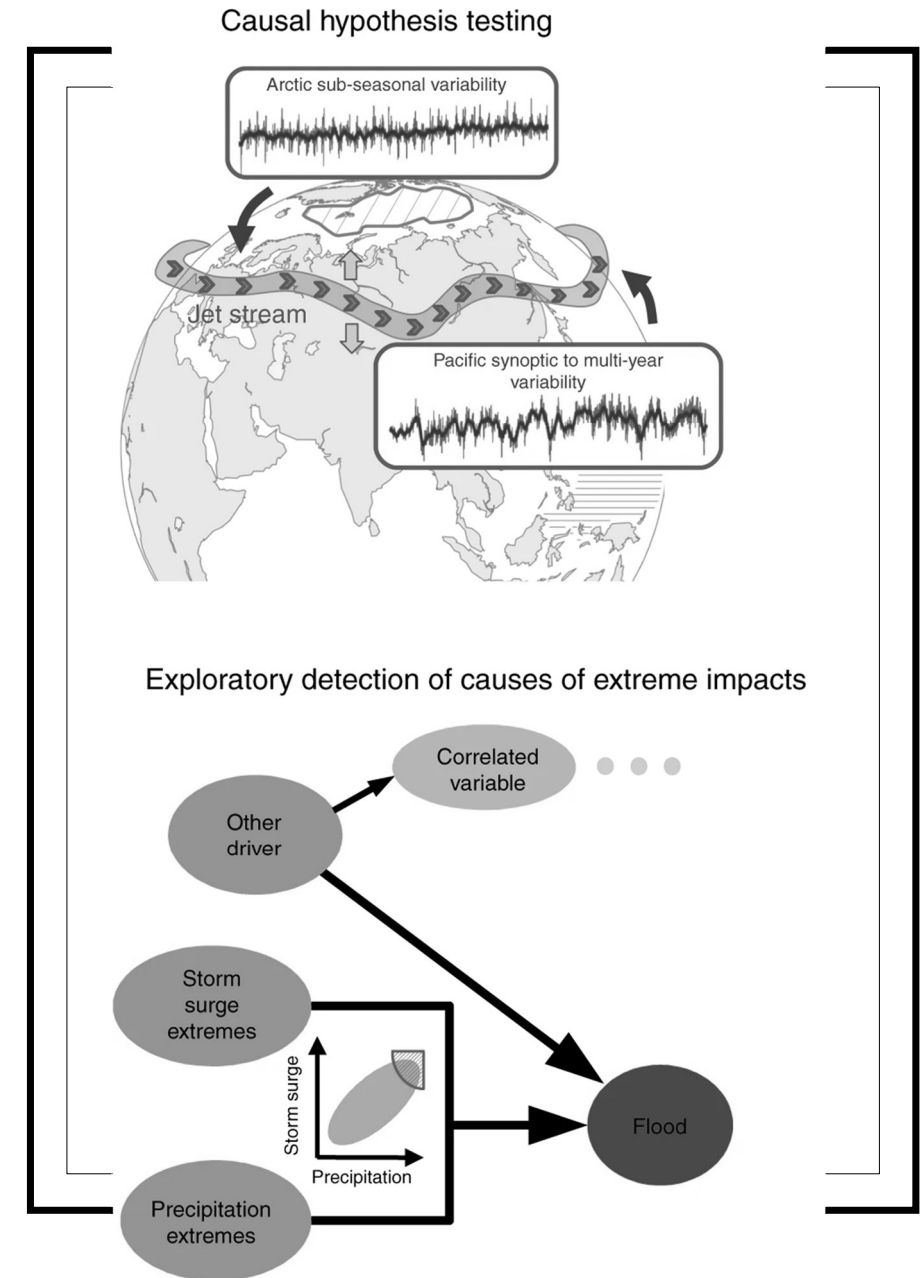 Causal hypothesis testing
Arctic sub-seasonal variability
Jet stream
Pacific synoptic to multi-year
variability
Exploratory detection of causes of extreme impacts
Correlated
variable
Other
driver
Storm
surge
extremes
Storm surge
Precipitation
Flood
Precipitation
extremes